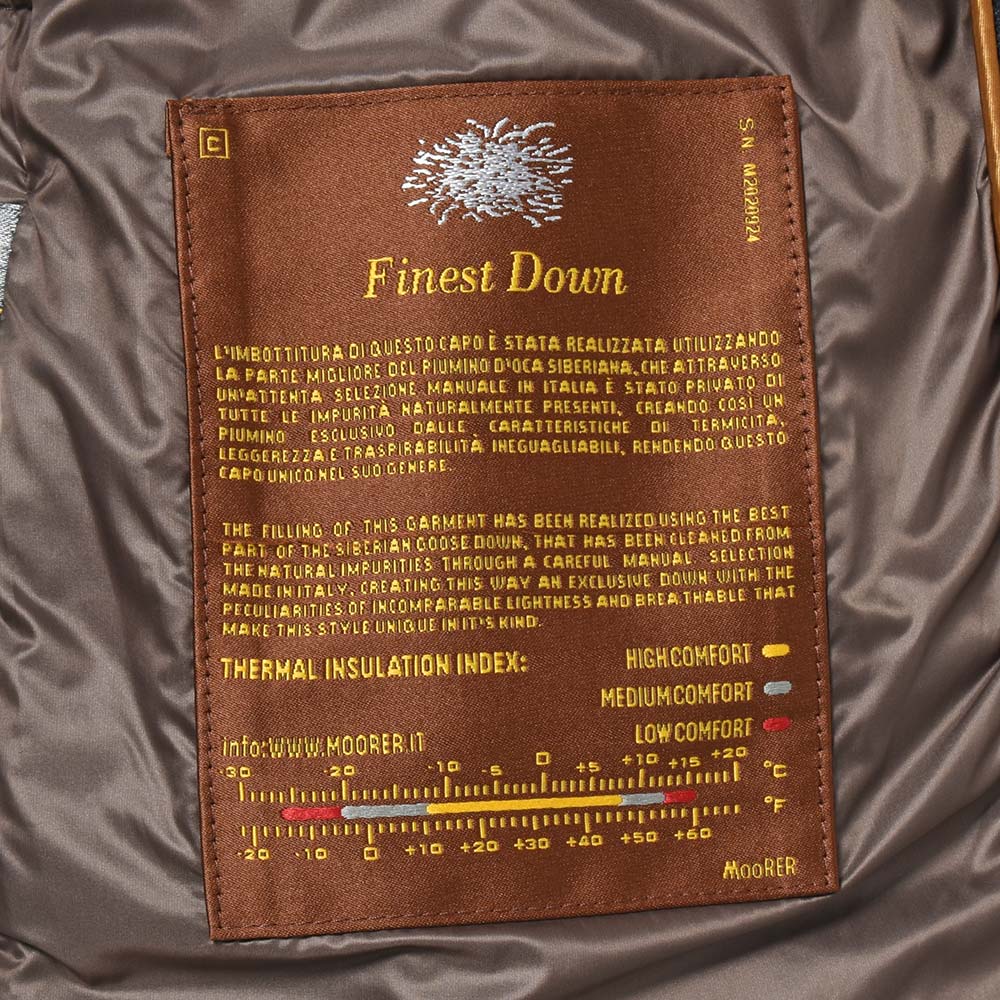 C
S.N. M2020924
Finest Down
L'IMBOTTITURA DI QUESTO CAPO È STATA REALIZZATA UTILIZZANDO
LA PARTE MIGLIORE DEL PIUMINO D'OCA SIBERIANA, CHE ATTRAVERSO
UN'ATTENTA SELEZIONE MANUALE IN ITALIA È STATO PRIVATO DI
TUTTE LE IMPURITÀ NATURALMENTE PRESENTI, CREANDO COSÌ UN
PIUMINO ESCLUSIVO DALLE CARATTERISTICHE DI TERMICITÀ,
LEGGEREZZA E TRASPIRABILITÀ INEGUAGLIABILI, RENDENDO QUESTO
CAPO UNICO NEL SUO GENERE.
THE FILLING OF THIS GARMENT HAS BEEN REALIZED USING THE BEST
PART OF THE SIBERIAN GOOSE DOWN, THAT HAS BEEN CLEANED FROM
THE NATURAL IMPURITIES THROUGH A CAREFUL MANUAL SELECTION
MADE IN ITALY, CREATING THIS WAY AN EXCLUSIVE DOWN WITH THE
PECULIARITIES OF INCOMPARABLE LIGHTNESS AND BREATHABLE THAT
MAKE THIS STYLE UNIQUE IN IT'S KIND.
THERMAL INSULATION INDEX: HIGH COMFORT
MEDIUM COMFORT
LOW COMFORT
info: WWW.MOORER.IT
-30 -20 -10 -5 0 +5 +10 +15 +20 °C
°F
-20 -10 0 +10 +20 +30 +40 +50 +60
MOORER